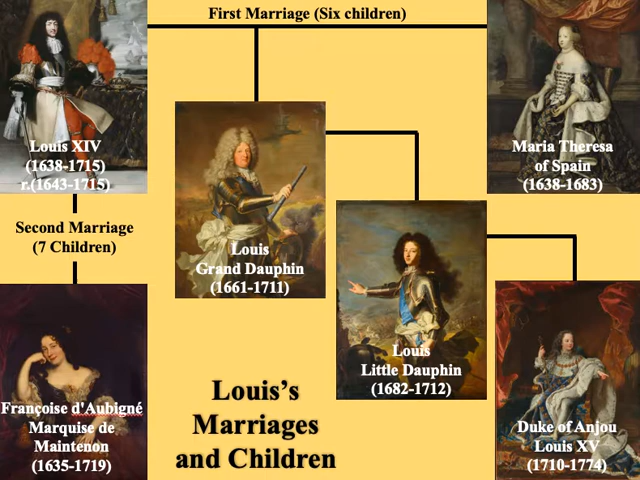 First Marriage (Six children)
Louis XIV
(1638-1715)
r.(1643-1715)
Maria Theresa
of Spain
(1638-1683)
Louis
Grand Dauphin
(1661-1711)
Second Marriage
(7 Children)
Louis
Little Dauphin
(1682-1712)
Françoise d'Aubigné
Marquise de
Maintenon
(1635-1719)
Louis’s
Marriages
and Children
Duke of Anjou
Louis XV
(1710-1774)